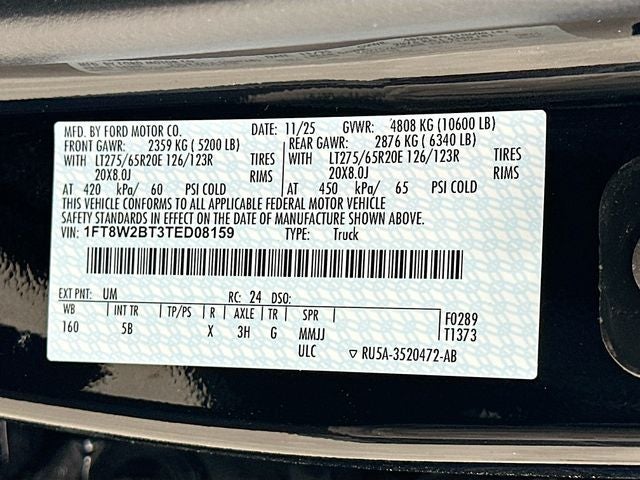 MFD. BY FORD MOTOR CO. DATE: 11/25 GVWR: 4808 KG (10600 LB)
FRONT GAWR: 2359 KG (5200 LB) REAR GAWR: 2876 KG (6340 LB)
WITH LT275/65R20E 126/123R TIRES WITH LT275/65R20E 126/123R TIRES
20X8.0J RIMS 20X8.0J RIMS
AT 420 kPa/ 60 PSI COLD AT 450 kPa/ 65 PSI COLD
THIS VEHICLE CONFORMS TO ALL APPLICABLE FEDERAL MOTOR VEHICLE
SAFETY STANDARDS IN EFFECT ON THE DATE OF MANUFACTURE SHOWN ABOVE.
VIN: 1FT8W2BT3TED08159 TYPE: Truck
EXT PNT: UM RC: 24 DSO:
WB INT TR TP/PS R AXLE TR SPR F0289
160 5B X 3H G MMJJ T1373
ULC ▽ RU5A-3520472-AB